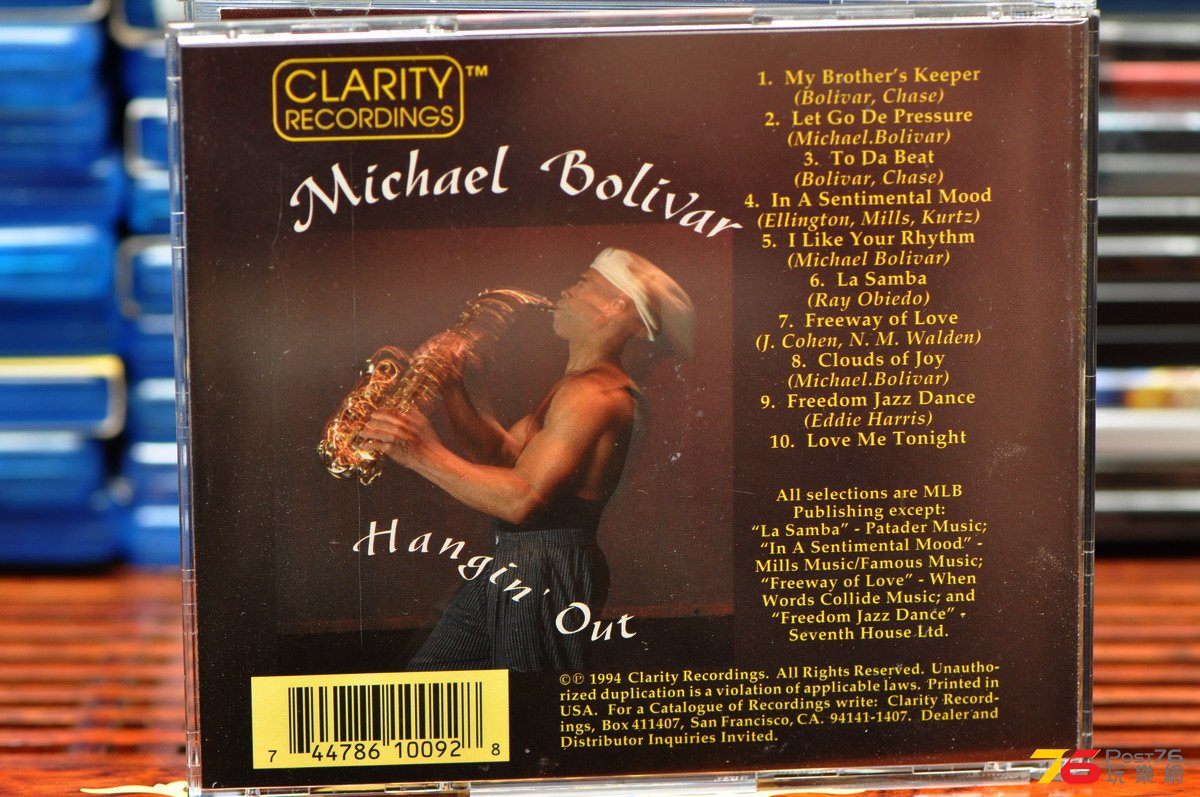 CLARITY™
RECORDINGS
Michael Bolivar
Hangin' Out
1. My Brother's Keeper
(Bolivar, Chase)
2. Let Go De Pressure
(Michael.Bolivar)
3. To Da Beat
(Bolivar, Chase)
4. In A Sentimental Mood
(Ellington, Mills, Kurtz)
5. I Like Your Rhythm
(Michael Bolivar)
6. La Samba
(Ray Obiedo)
7. Freeway of Love
(J. Cohen, N. M. Walden)
8. Clouds of Joy
(Michael.Bolivar)
9. Freedom Jazz Dance
(Eddie Harris)
10. Love Me Tonight
All selections are MLB
Publishing except:
“La Samba” - Patader Music;
“In A Sentimental Mood” -
Mills Music/Famous Music;
“Freeway of Love” - When
Words Collide Music; and
“Freedom Jazz Dance” -
Seventh House Ltd.
©℗ 1994 Clarity Recordings. All Rights Reserved. Unautho-
rized duplication is a violation of applicable laws. Printed in
USA. For a Catalogue of Recordings write: Clarity Record-
ings, Box 411407, San Francisco, CA. 94141-1407. Dealer and
Distributor Inquiries Invited.
7 44786 10092 8
76 Post76
玩樂網